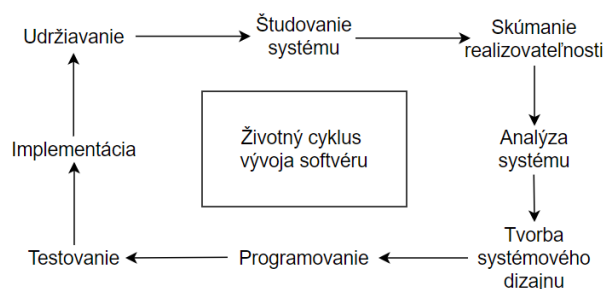 Udržiavanie
Študovanie
systému
Skúmanie
realizovateľnosti
Implementácia
Životný cyklus
vývoja softvéru
Analýza
systému
Testovanie
Programovanie
Tvorba
systémového
dizajnu